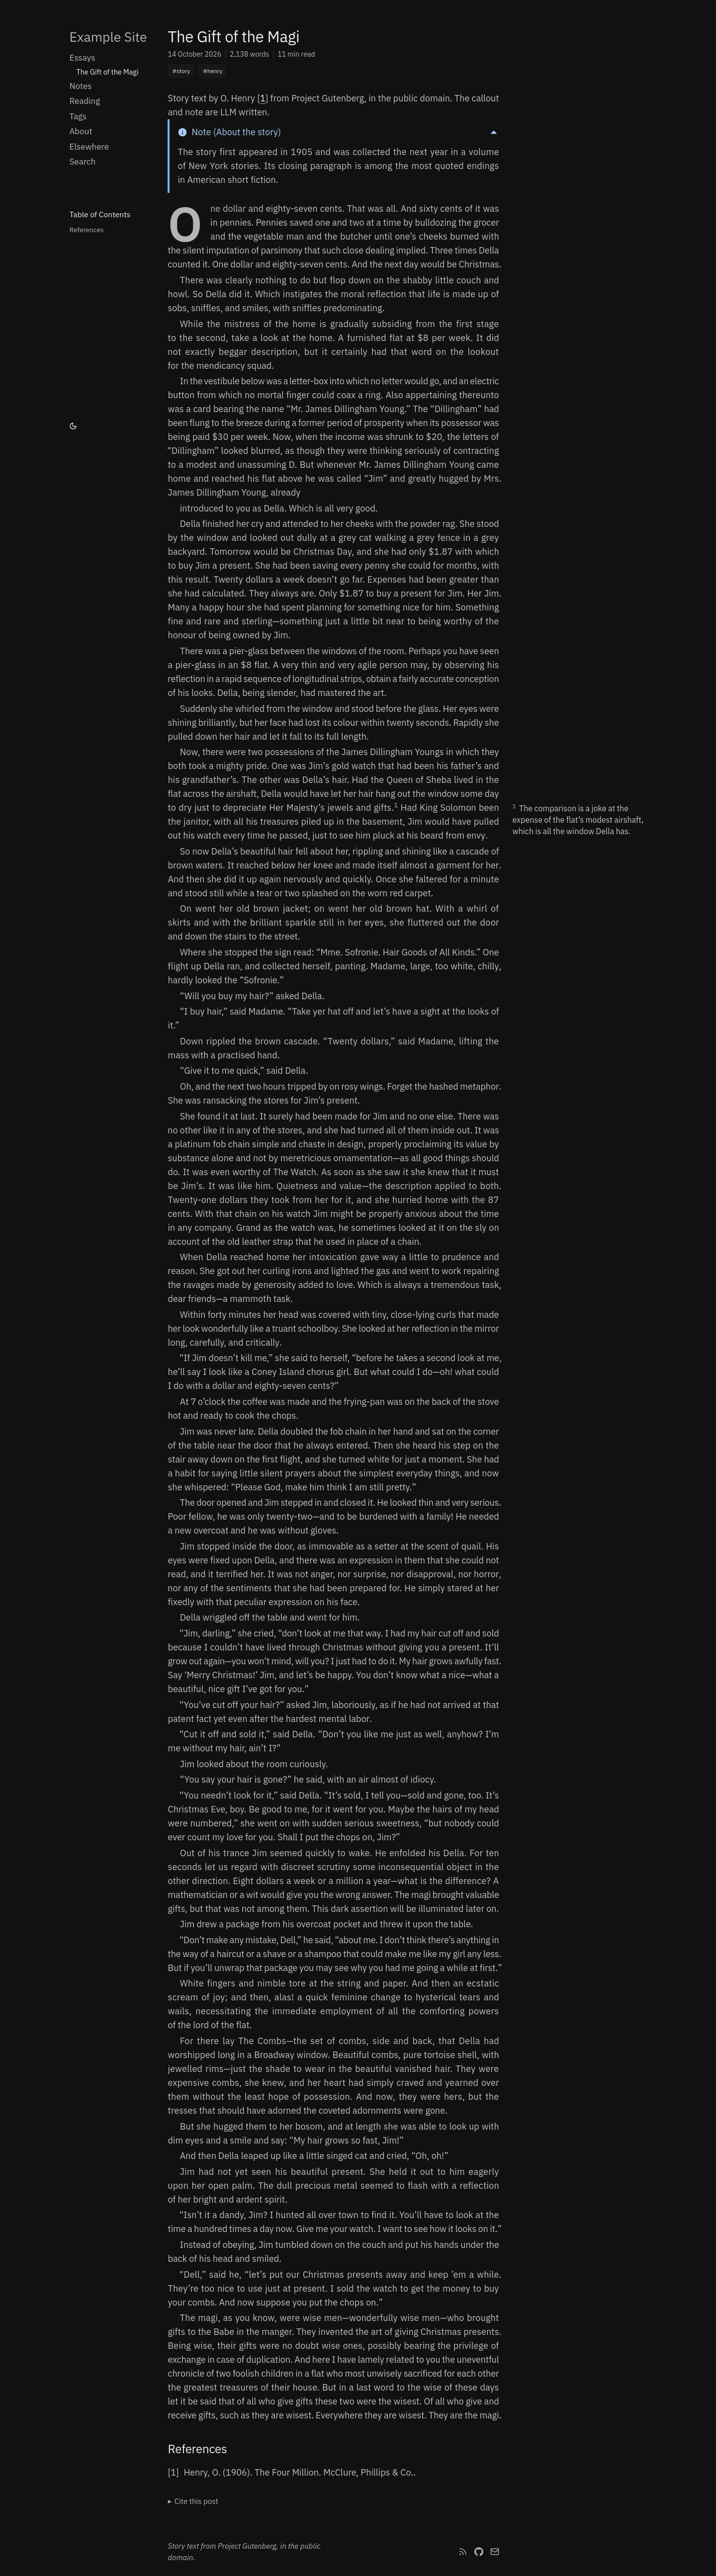 Example Site
Essays
The Gift of the Magi
Notes
Reading
Tags
About
Elsewhere
Search
Table of Contents
References
The Gift of the Magi
14 October 2026 2,138 words 11 min read
#story #henry
Story text by O. Henry [1] from Project Gutenberg, in the public domain. The callout
and note are LLM written.
Note (About the story)
The story first appeared in 1905 and was collected the next year in a volume
of New York stories. Its closing paragraph is among the most quoted endings
in American short fiction.
One dollar and eighty-seven cents. That was all. And sixty cents of it was
in pennies. Pennies saved one and two at a time by bulldozing the grocer
and the vegetable man and the butcher until one’s cheeks burned with
the silent imputation of parsimony that such close dealing implied. Three times Della
counted it. One dollar and eighty-seven cents. And the next day would be Christmas.
There was clearly nothing to do but flop down on the shabby little couch and
howl. So Della did it. Which instigates the moral reflection that life is made up of
sobs, sniffles, and smiles, with sniffles predominating.
While the mistress of the home is gradually subsiding from the first stage
to the second, take a look at the home. A furnished flat at $8 per week. It did
not exactly beggar description, but it certainly had that word on the lookout
for the mendicancy squad.
In the vestibule below was a letter-box into which no letter would go, and an electric
button from which no mortal finger could coax a ring. Also appertaining thereunto
was a card bearing the name “Mr. James Dillingham Young.” The “Dillingham” had
been flung to the breeze during a former period of prosperity when its possessor was
being paid $30 per week. Now, when the income was shrunk to $20, the letters of
“Dillingham” looked blurred, as though they were thinking seriously of contracting
to a modest and unassuming D. But whenever Mr. James Dillingham Young came
home and reached his flat above he was called “Jim” and greatly hugged by Mrs.
James Dillingham Young, already
introduced to you as Della. Which is all very good.
Della finished her cry and attended to her cheeks with the powder rag. She stood
by the window and looked out dully at a grey cat walking a grey fence in a grey
backyard. Tomorrow would be Christmas Day, and she had only $1.87 with which
to buy Jim a present. She had been saving every penny she could for months, with
this result. Twenty dollars a week doesn’t go far. Expenses had been greater than
she had calculated. They always are. Only $1.87 to buy a present for Jim. Her Jim.
Many a happy hour she had spent planning for something nice for him. Something
fine and rare and sterling—something just a little bit near to being worthy of the
honour of being owned by Jim.
There was a pier-glass between the windows of the room. Perhaps you have seen
a pier-glass in an $8 flat. A very thin and very agile person may, by observing his
reflection in a rapid sequence of longitudinal strips, obtain a fairly accurate conception
of his looks. Della, being slender, had mastered the art.
Suddenly she whirled from the window and stood before the glass. Her eyes were
shining brilliantly, but her face had lost its colour within twenty seconds. Rapidly she
pulled down her hair and let it fall to its full length.
Now, there were two possessions of the James Dillingham Youngs in which they
both took a mighty pride. One was Jim’s gold watch that had been his father’s and
his grandfather’s. The other was Della’s hair. Had the Queen of Sheba lived in the
flat across the airshaft, Della would have let her hair hang out the window some day
to dry just to depreciate Her Majesty’s jewels and gifts.1 Had King Solomon been
the janitor, with all his treasures piled up in the basement, Jim would have pulled
out his watch every time he passed, just to see him pluck at his beard from envy.
1 The comparison is a joke at the
expense of the flat’s modest airshaft,
which is all the window Della has.
So now Della’s beautiful hair fell about her, rippling and shining like a cascade of
brown waters. It reached below her knee and made itself almost a garment for her.
And then she did it up again nervously and quickly. Once she faltered for a minute
and stood still while a tear or two splashed on the worn red carpet.
On went her old brown jacket; on went her old brown hat. With a whirl of
skirts and with the brilliant sparkle still in her eyes, she fluttered out the door
and down the stairs to the street.
Where she stopped the sign read: “Mme. Sofronie. Hair Goods of All Kinds.” One
flight up Della ran, and collected herself, panting. Madame, large, too white, chilly,
hardly looked the “Sofronie.”
“Will you buy my hair?” asked Della.
“I buy hair,” said Madame. “Take yer hat off and let’s have a sight at the looks of
it.”
Down rippled the brown cascade. “Twenty dollars,” said Madame, lifting the
mass with a practised hand.
“Give it to me quick,” said Della.
Oh, and the next two hours tripped by on rosy wings. Forget the hashed metaphor.
She was ransacking the stores for Jim’s present.
She found it at last. It surely had been made for Jim and no one else. There was
no other like it in any of the stores, and she had turned all of them inside out. It was
a platinum fob chain simple and chaste in design, properly proclaiming its value by
substance alone and not by meretricious ornamentation—as all good things should
do. It was even worthy of The Watch. As soon as she saw it she knew that it must
be Jim’s. It was like him. Quietness and value—the description applied to both.
Twenty-one dollars they took from her for it, and she hurried home with the 87
cents. With that chain on his watch Jim might be properly anxious about the time
in any company. Grand as the watch was, he sometimes looked at it on the sly on
account of the old leather strap that he used in place of a chain.
When Della reached home her intoxication gave way a little to prudence and
reason. She got out her curling irons and lighted the gas and went to work repairing
the ravages made by generosity added to love. Which is always a tremendous task,
dear friends—a mammoth task.
Within forty minutes her head was covered with tiny, close-lying curls that made
her look wonderfully like a truant schoolboy. She looked at her reflection in the mirror
long, carefully, and critically.
“If Jim doesn’t kill me,” she said to herself, “before he takes a second look at me,
he’ll say I look like a Coney Island chorus girl. But what could I do—oh! what could
I do with a dollar and eighty-seven cents?”
At 7 o’clock the coffee was made and the frying-pan was on the back of the stove
hot and ready to cook the chops.
Jim was never late. Della doubled the fob chain in her hand and sat on the corner
of the table near the door that he always entered. Then she heard his step on the
stair away down on the first flight, and she turned white for just a moment. She had
a habit for saying little silent prayers about the simplest everyday things, and now
she whispered: “Please God, make him think I am still pretty.”
The door opened and Jim stepped in and closed it. He looked thin and very serious.
Poor fellow, he was only twenty-two—and to be burdened with a family! He needed
a new overcoat and he was without gloves.
Jim stopped inside the door, as immovable as a setter at the scent of quail. His
eyes were fixed upon Della, and there was an expression in them that she could not
read, and it terrified her. It was not anger, nor surprise, nor disapproval, nor horror,
nor any of the sentiments that she had been prepared for. He simply stared at her
fixedly with that peculiar expression on his face.
Della wriggled off the table and went for him.
“Jim, darling,” she cried, “don’t look at me that way. I had my hair cut off and sold
because I couldn’t have lived through Christmas without giving you a present. It’ll
grow out again—you won’t mind, will you? I just had to do it. My hair grows awfully fast.
Say ‘Merry Christmas!’ Jim, and let’s be happy. You don’t know what a nice—what a
beautiful, nice gift I’ve got for you.”
“You’ve cut off your hair?” asked Jim, laboriously, as if he had not arrived at that
patent fact yet even after the hardest mental labor.
“Cut it off and sold it,” said Della. “Don’t you like me just as well, anyhow? I’m
me without my hair, ain’t I?”
Jim looked about the room curiously.
“You say your hair is gone?” he said, with an air almost of idiocy.
“You needn’t look for it,” said Della. “It’s sold, I tell you—sold and gone, too. It’s
Christmas Eve, boy. Be good to me, for it went for you. Maybe the hairs of my head
were numbered,” she went on with sudden serious sweetness, “but nobody could
ever count my love for you. Shall I put the chops on, Jim?”
Out of his trance Jim seemed quickly to wake. He enfolded his Della. For ten
seconds let us regard with discreet scrutiny some inconsequential object in the
other direction. Eight dollars a week or a million a year—what is the difference? A
mathematician or a wit would give you the wrong answer. The magi brought valuable
gifts, but that was not among them. This dark assertion will be illuminated later on.
Jim drew a package from his overcoat pocket and threw it upon the table.
“Don’t make any mistake, Dell,” he said, “about me. I don’t think there’s anything in
the way of a haircut or a shave or a shampoo that could make me like my girl any less.
But if you’ll unwrap that package you may see why you had me going a while at first.”
White fingers and nimble tore at the string and paper. And then an ecstatic
scream of joy; and then, alas! a quick feminine change to hysterical tears and
wails, necessitating the immediate employment of all the comforting powers
of the lord of the flat.
For there lay The Combs—the set of combs, side and back, that Della had
worshipped long in a Broadway window. Beautiful combs, pure tortoise shell, with
jewelled rims—just the shade to wear in the beautiful vanished hair. They were
expensive combs, she knew, and her heart had simply craved and yearned over
them without the least hope of possession. And now, they were hers, but the
tresses that should have adorned the coveted adornments were gone.
But she hugged them to her bosom, and at length she was able to look up with
dim eyes and a smile and say: “My hair grows so fast, Jim!”
And then Della leaped up like a little singed cat and cried, “Oh, oh!”
Jim had not yet seen his beautiful present. She held it out to him eagerly
upon her open palm. The dull precious metal seemed to flash with a reflection
of her bright and ardent spirit.
“Isn’t it a dandy, Jim? I hunted all over town to find it. You’ll have to look at the
time a hundred times a day now. Give me your watch. I want to see how it looks on it.”
Instead of obeying, Jim tumbled down on the couch and put his hands under the
back of his head and smiled.
“Dell,” said he, “let’s put our Christmas presents away and keep ’em a while.
They’re too nice to use just at present. I sold the watch to get the money to buy
your combs. And now suppose you put the chops on.”
The magi, as you know, were wise men—wonderfully wise men—who brought
gifts to the Babe in the manger. They invented the art of giving Christmas presents.
Being wise, their gifts were no doubt wise ones, possibly bearing the privilege of
exchange in case of duplication. And here I have lamely related to you the uneventful
chronicle of two foolish children in a flat who most unwisely sacrificed for each other
the greatest treasures of their house. But in a last word to the wise of these days
let it be said that of all who give gifts these two were the wisest. Of all who give and
receive gifts, such as they are wisest. Everywhere they are wisest. They are the magi.
References
[1] Henry, O. (1906). The Four Million. McClure, Phillips & Co..
Cite this post
Story text from Project Gutenberg, in the public
domain.